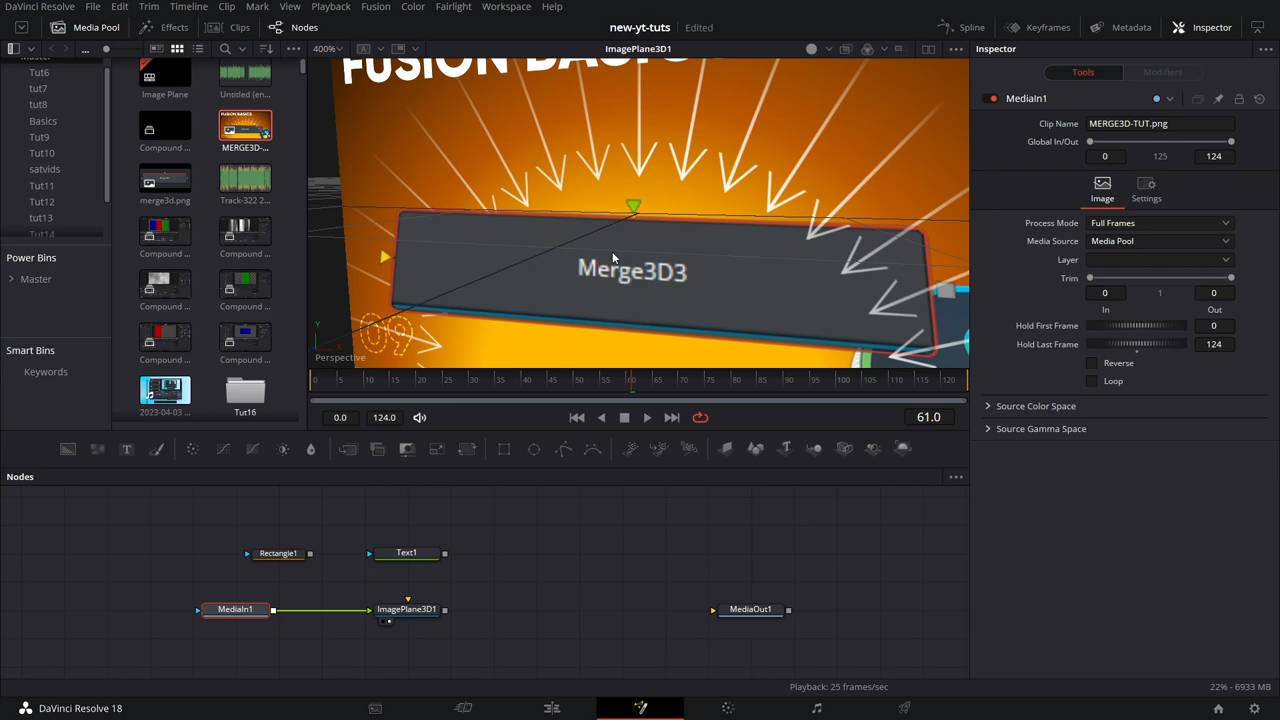 DaVinci Resolve File Edit Trim Timeline Clip Mark View Playback Fusion Color Fairlight Workspace Help
Media Pool Effects Clips Nodes new-yt-tuts Edited Spline Keyframes Metadata Inspector
... 400% ImagePlane3D1 Inspector
Master
Tut6
tut7
tut8
Basics
Tut9
Tut10
satvids
Tut11
Tut12
tut13
Tut14
Power Bins
Master
Smart Bins
Keywords
Image Plane Untitled (en...
Compound ... MERGE3D-...
merge3d.png Track-322 2...
Compound ... Compound ...
Compound ... Compound ...
Compound ... Compound ...
2023-04-03 ... Tut16
FUSION BASICS
Merge3D3
09
Y
X
Perspective
0 5 10 15 20 25 30 35 40 45 50 55 60 65 70 75 80 85 90 95 100 105 110 115 120
0.0 124.0 61.0
Tools Modifiers
MediaIn1
Clip Name MERGE3D-TUT.png
Global In/Out
0 125 124
Image Settings
Process Mode Full Frames
Media Source Media Pool
Layer
Trim
0 1 0
In Out
Hold First Frame 0
Hold Last Frame 124
Reverse
Loop
Source Color Space
Source Gamma Space
Nodes
Rectangle1 Text1
MediaIn1 ImagePlane3D1 MediaOut1
Playback: 25 frames/sec 22% - 6933 MB
DaVinci Resolve 18